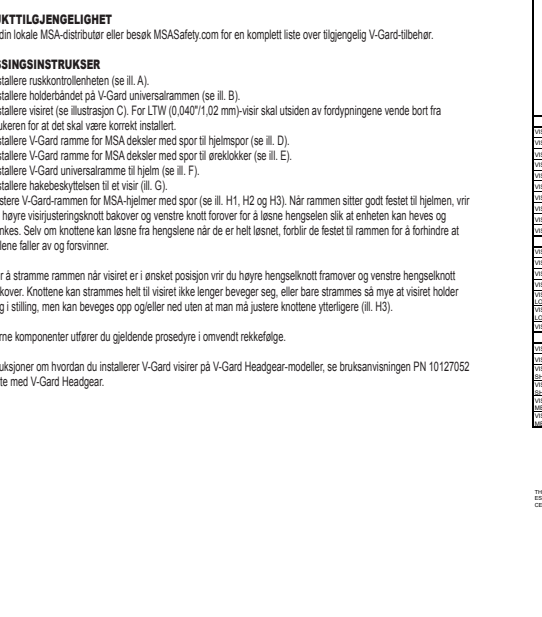 KTTILGJENGELIGHET
din lokale MSA-distributør eller besøk MSASafety.com for en komplett liste over tilgjengelig V-Gard-tilbehør.
SSINGSINSTRUKSER
stallere ruskkontrollenheten (se ill. A).
stallere holderbåndet på V-Gard universalrammen (se ill. B).
stallere visiret (se illustrasjon C). For LTW (0,040"/1,02 mm)-visir skal utsiden av fordypningene vende bort fra
ukeren for at det skal være korrekt installert.
stallere V-Gard ramme for MSA deksler med spor til hjelmspor (se ill. D).
stallere V-Gard ramme for MSA deksler med spor til øreklokker (se ill. E).
stallere V-Gard universalramme til hjelm (se ill. F).
stallere hakebeskyttelsen til et visir (ill. G).
stere V-Gard-rammen for MSA-hjelmer med spor (se ill. H1, H2 og H3). Når rammen sitter godt festet til hjelmen, vrir
høyre visirjusteringsknott bakover og venstre knott forover for å løsne hengselen slik at enheten kan heves og
nkes. Selv om knottene kan løsne fra hengslene når de er helt løsnet, forblir de festet til rammen for å forhindre at
lene faller av og forsvinner.
r å stramme rammen når visiret er i ønsket posisjon vrir du høyre hengselknott framover og venstre hengselknott
kover. Knottene kan strammes helt til visiret ikke lenger beveger seg, eller bare strammes så mye at visiret holder
g i stilling, men kan beveges opp og/eller ned uten at man må justere knottene ytterligere (ill. H3).
rne komponenter utfører du gjeldende prosedyre i omvendt rekkefølge.
uksjoner om hvordan du installerer V-Gard visirer på V-Gard Headgear-modeller, se bruksanvisningen PN 10127052
te med V-Gard Headgear.
TH
ES
CE